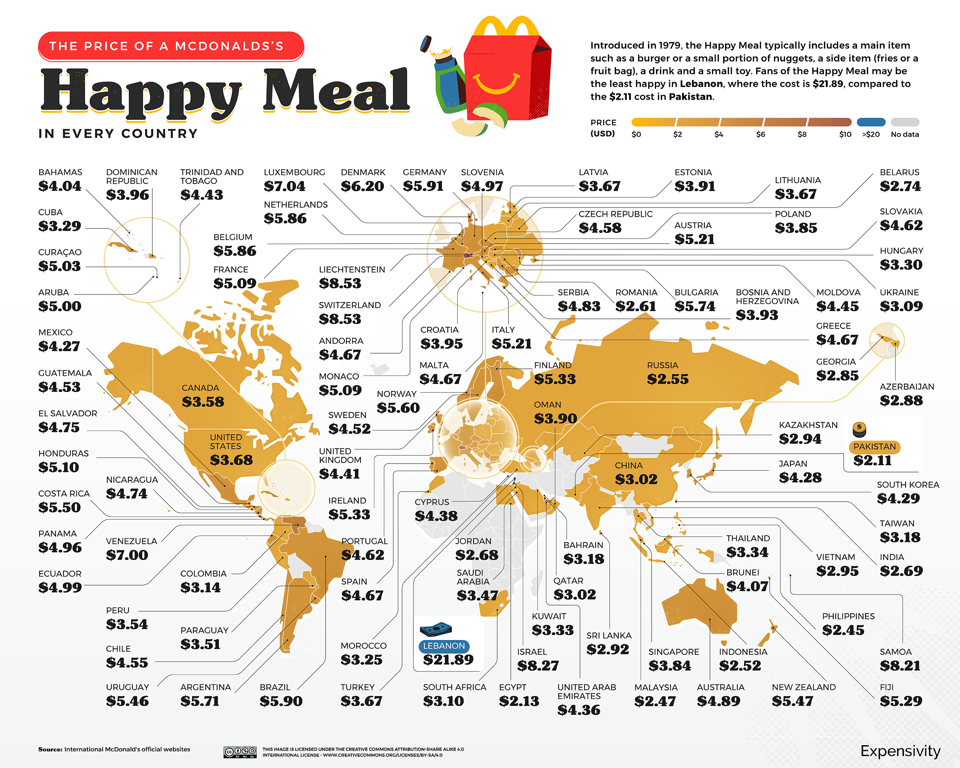 THE PRICE OF A MCDONALDS'S
Happy Meal
IN EVERY COUNTRY
Introduced in 1979, the Happy Meal typically includes a main item
such as a burger or a small portion of nuggets, a side item (fries or a
fruit bag), a drink and a small toy. Fans of the Happy Meal may be
the least happy in Lebanon, where the cost is $21.89, compared to
the $2.11 cost in Pakistan.
PRICE
(USD)
$0 $2 $4 $6 $8 $10 >$20 No data
BAHAMAS
$4.04
DOMINICAN
REPUBLIC
$3.96
TRINIDAD AND
TOBAGO
$4.43
LUXEMBOURG
$7.04
DENMARK
$6.20
GERMANY
$5.91
SLOVENIA
$4.97
LATVIA
$3.67
ESTONIA
$3.91
LITHUANIA
$3.67
BELARUS
$2.74
CUBA
$3.29
NETHERLANDS
$5.86
CZECH REPUBLIC
$4.58
AUSTRIA
$5.21
POLAND
$3.85
SLOVAKIA
$4.62
CURAÇAO
$5.03
BELGIUM
$5.86
HUNGARY
$3.30
FRANCE
$5.09
LIECHTENSTEIN
$8.53
ARUBA
$5.00
SWITZERLAND
$8.53
SERBIA
$4.83
ROMANIA
$2.61
BULGARIA
$5.74
BOSNIA AND
HERZEGOVINA
$3.93
MOLDOVA
$4.45
UKRAINE
$3.09
MEXICO
$4.27
ANDORRA
$4.67
CROATIA
$3.95
ITALY
$5.21
GREECE
$4.67
GUATEMALA
$4.53
MONACO
$5.09
MALTA
$4.67
FINLAND
$5.33
RUSSIA
$2.55
GEORGIA
$2.85
CANADA
$3.58
NORWAY
$5.60
AZERBAIJAN
$2.88
EL SALVADOR
$4.75
SWEDEN
$4.52
OMAN
$3.90
KAZAKHSTAN
$2.94
$
PAKISTAN
$2.11
UNITED
STATES
$3.68
HONDURAS
$5.10
UNITED
KINGDOM
$4.41
CHINA
$3.02
JAPAN
$4.28
NICARAGUA
$4.74
SOUTH KOREA
$4.29
COSTA RICA
$5.50
IRELAND
$5.33
CYPRUS
$4.38
TAIWAN
$3.18
PANAMA
$4.96
VENEZUELA
$7.00
PORTUGAL
$4.62
JORDAN
$2.68
BAHRAIN
$3.18
THAILAND
$3.34
VIETNAM
$2.95
INDIA
$2.69
ECUADOR
$4.99
COLOMBIA
$3.14
SPAIN
$4.67
SAUDI
ARABIA
$3.47
QATAR
$3.02
BRUNEI
$4.07
PERU
$3.54
KUWAIT
$3.33
PHILIPPINES
$2.45
PARAGUAY
$3.51
SRI LANKA
$2.92
CHILE
$4.55
MOROCCO
$3.25
LEBANON
$21.89
ISRAEL
$8.27
SINGAPORE
$3.84
INDONESIA
$2.52
SAMOA
$8.21
URUGUAY
$5.46
ARGENTINA
$5.71
BRAZIL
$5.90
TURKEY
$3.67
SOUTH AFRICA
$3.10
EGYPT
$2.13
UNITED ARAB
EMIRATES
$4.36
MALAYSIA
$2.47
AUSTRALIA
$4.89
NEW ZEALAND
$5.47
FIJI
$5.29
Source: International McDonald's official websites
THIS IMAGE IS LICENSED UNDER THE CREATIVE COMMONS ATTRIBUTION-SHARE ALIKE 4.0
INTERNATIONAL LICENSE - WWW.CREATIVECOMMONS.ORG/LICENSES/BY-SA/4.0
Expensivity